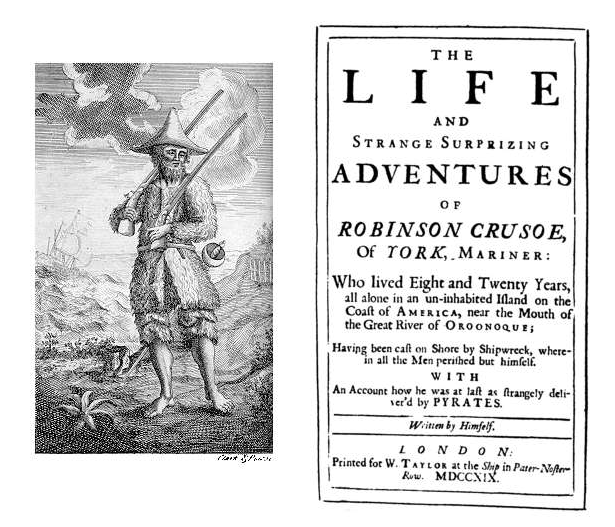 THE
LIFE
AND
STRANGE SURPRIZING
ADVENTURES
OF
ROBINSON CRUSOE,
Of YORK, MARINER:
Who lived Eight and Twenty Years,
all alone in an un-inhabited Iſland on the
Coaſt of AMERICA, near the Mouth of
the Great River of OROONOQUE;
Having been caſt on Shore by Shipwreck, where-
in all the Men periſhed but himſelf.
WITH
An Account how he was at laſt as ſtrangely deli-
ver'd by PYRATES.
Written by Himſelf.
LONDON:
Printed for W. TAYLOR at the Ship in Pater-Noſter-
Row. MDCCXIX.
Clark &